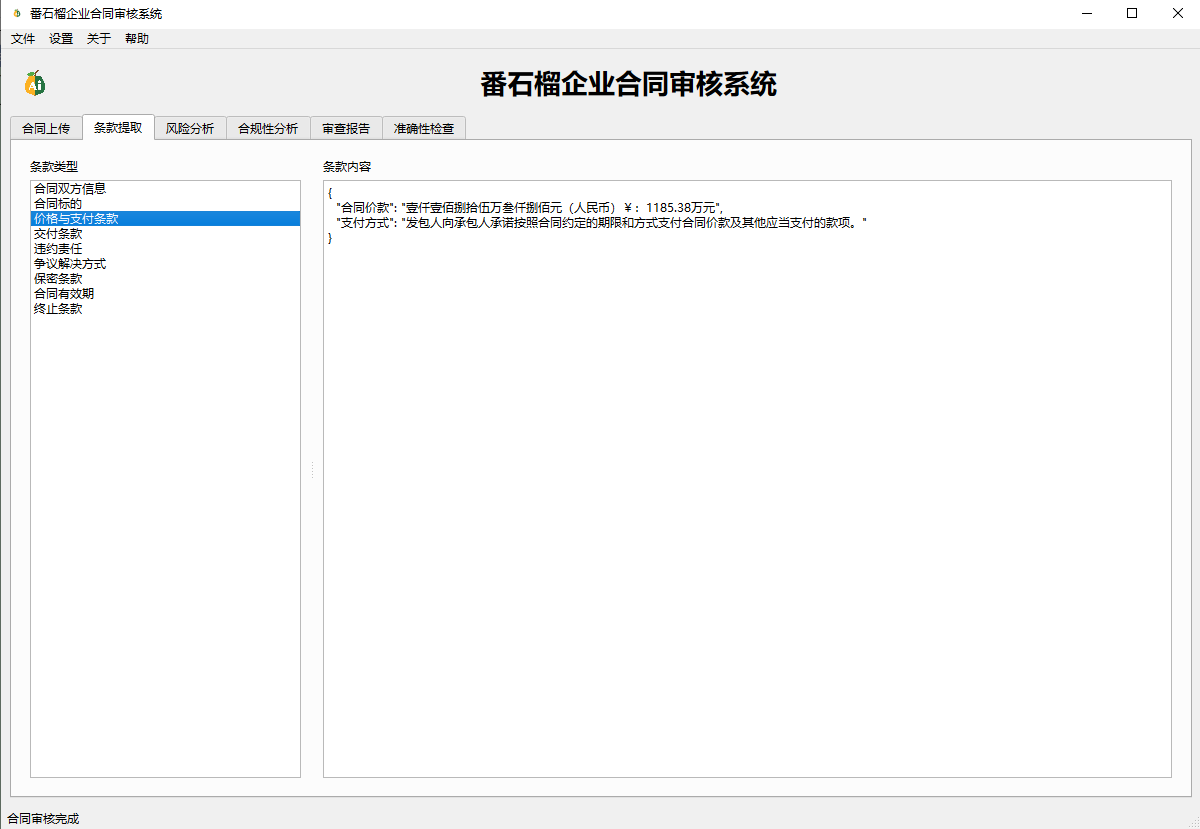 番石榴企业合同审核系统
文件 设置 关于 帮助
Ai
番石榴企业合同审核系统
合同上传 条款提取 风险分析 合规性分析 审查报告 准确性检查
条款类型
合同双方信息
合同标的
价格与支付条款
交付条款
违约责任
争议解决方式
保密条款
合同有效期
终止条款
条款内容
{
"合同价款": "壹仟壹佰捌拾伍万叁仟捌佰元（人民币）￥：1185.38万元",
"支付方式": "发包人向承包人承诺按照合同约定的期限和方式支付合同价款及其他应当支付的款项。"
}
合同审核完成